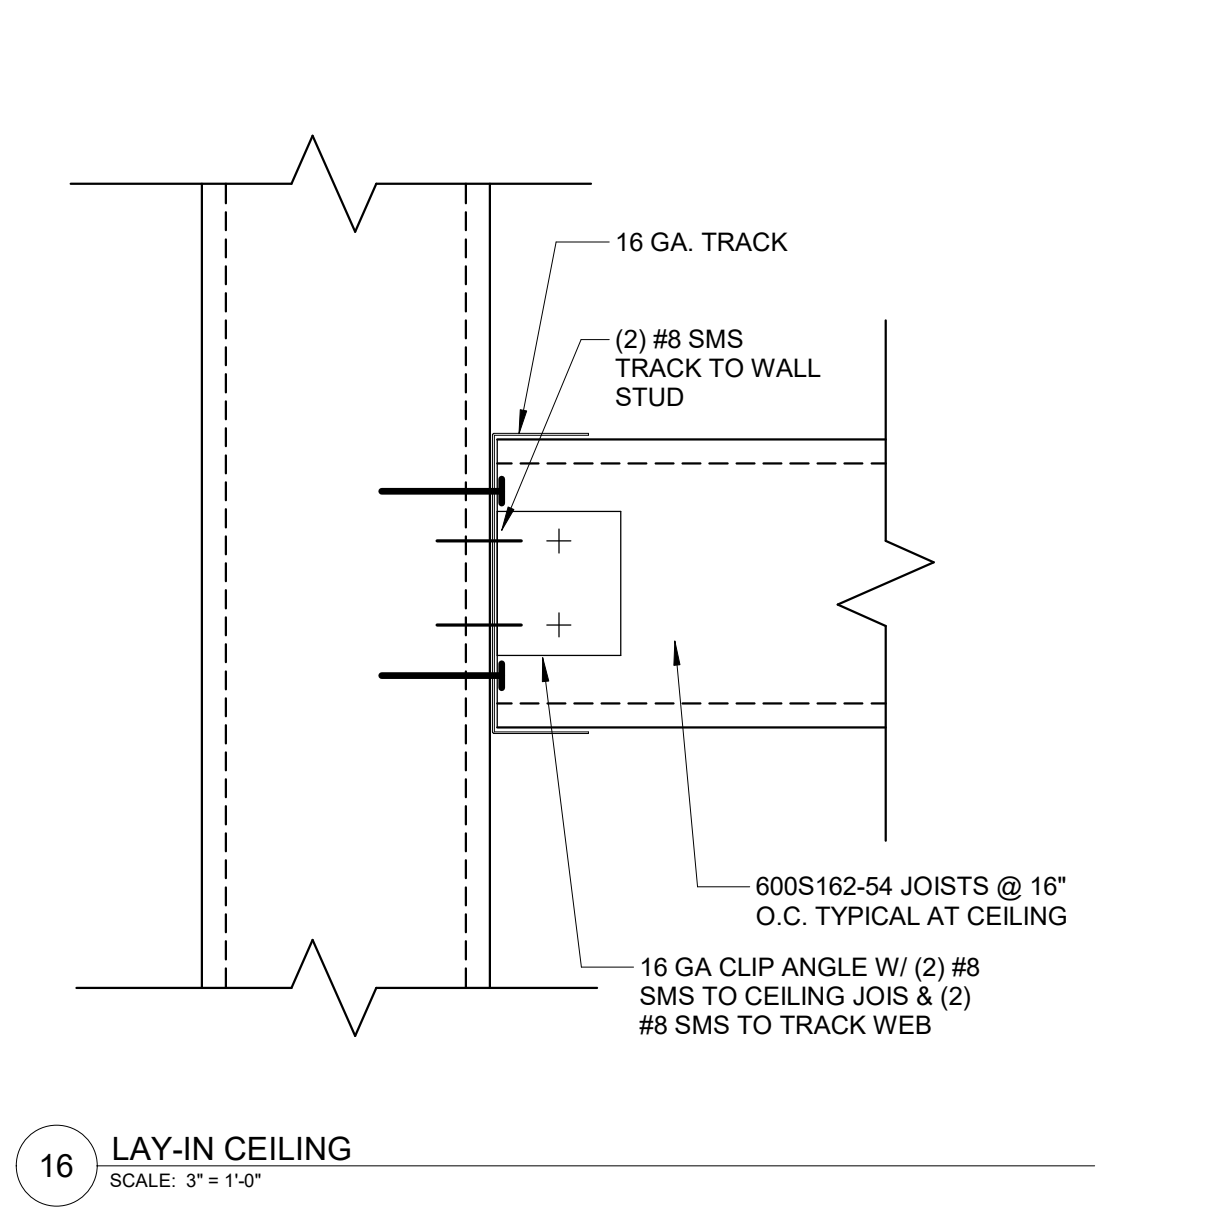 16 GA. TRACK
(2) #8 SMS
TRACK TO WALL
STUD
600S162-54 JOISTS @ 16"
O.C. TYPICAL AT CEILING
16 GA CLIP ANGLE W/ (2) #8
SMS TO CEILING JOIS & (2)
#8 SMS TO TRACK WEB
16
LAY-IN CEILING
SCALE: 3" = 1'-0"